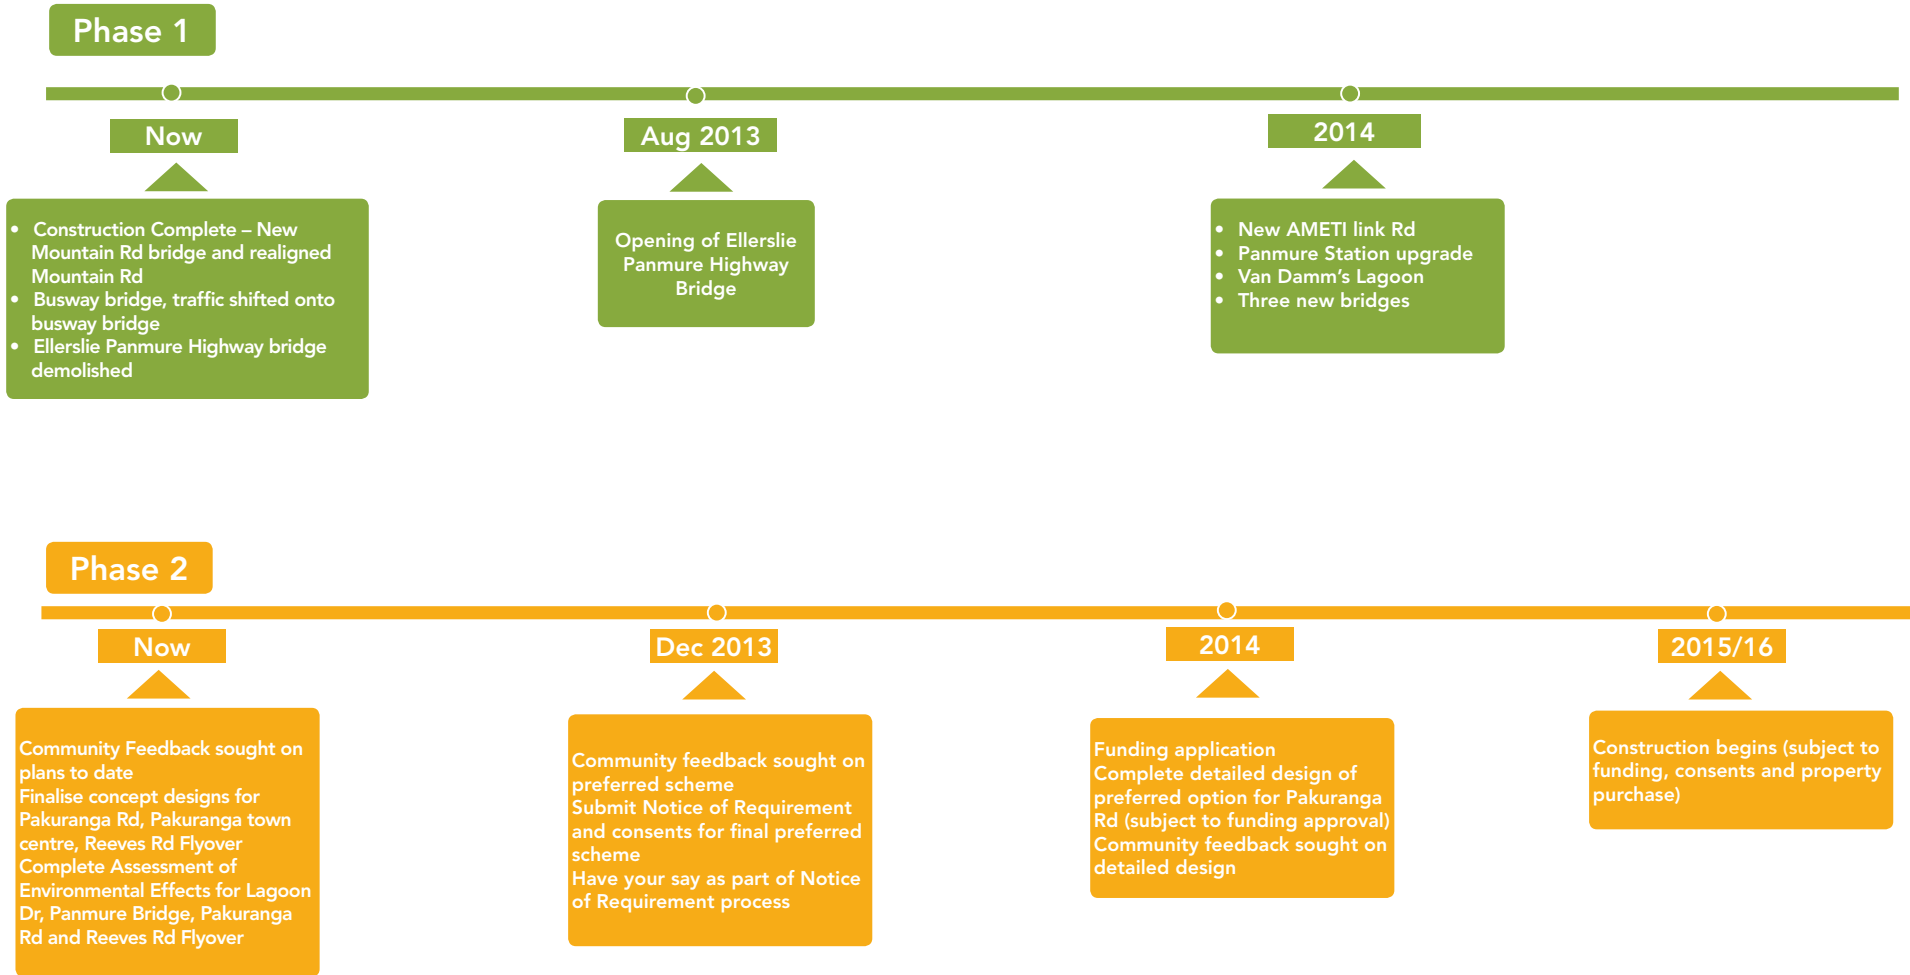 Phase 1
Now
Aug 2013
2014
• Construction Complete – New
Mountain Rd bridge and realigned
Mountain Rd
• Busway bridge, traffic shifted onto
busway bridge
• Ellerslie Panmure Highway bridge
demolished
Opening of Ellerslie
Panmure Highway
Bridge
• New AMETI link Rd
• Panmure Station upgrade
• Van Damm's Lagoon
• Three new bridges
Phase 2
Now
Dec 2013
2014
2015/16
Community Feedback sought on
plans to date
Finalise concept designs for
Pakuranga Rd, Pakuranga town
centre, Reeves Rd Flyover
Complete Assessment of
Environmental Effects for Lagoon
Dr, Panmure Bridge, Pakuranga
Rd and Reeves Rd Flyover
Community feedback sought on
preferred scheme
Submit Notice of Requirement
and consents for final preferred
scheme
Have your say as part of Notice
of Requirement process
Funding application
Complete detailed design of
preferred option for Pakuranga
Rd (subject to funding approval)
Community feedback sought on
detailed design
Construction begins (subject to
funding, consents and property
purchase)